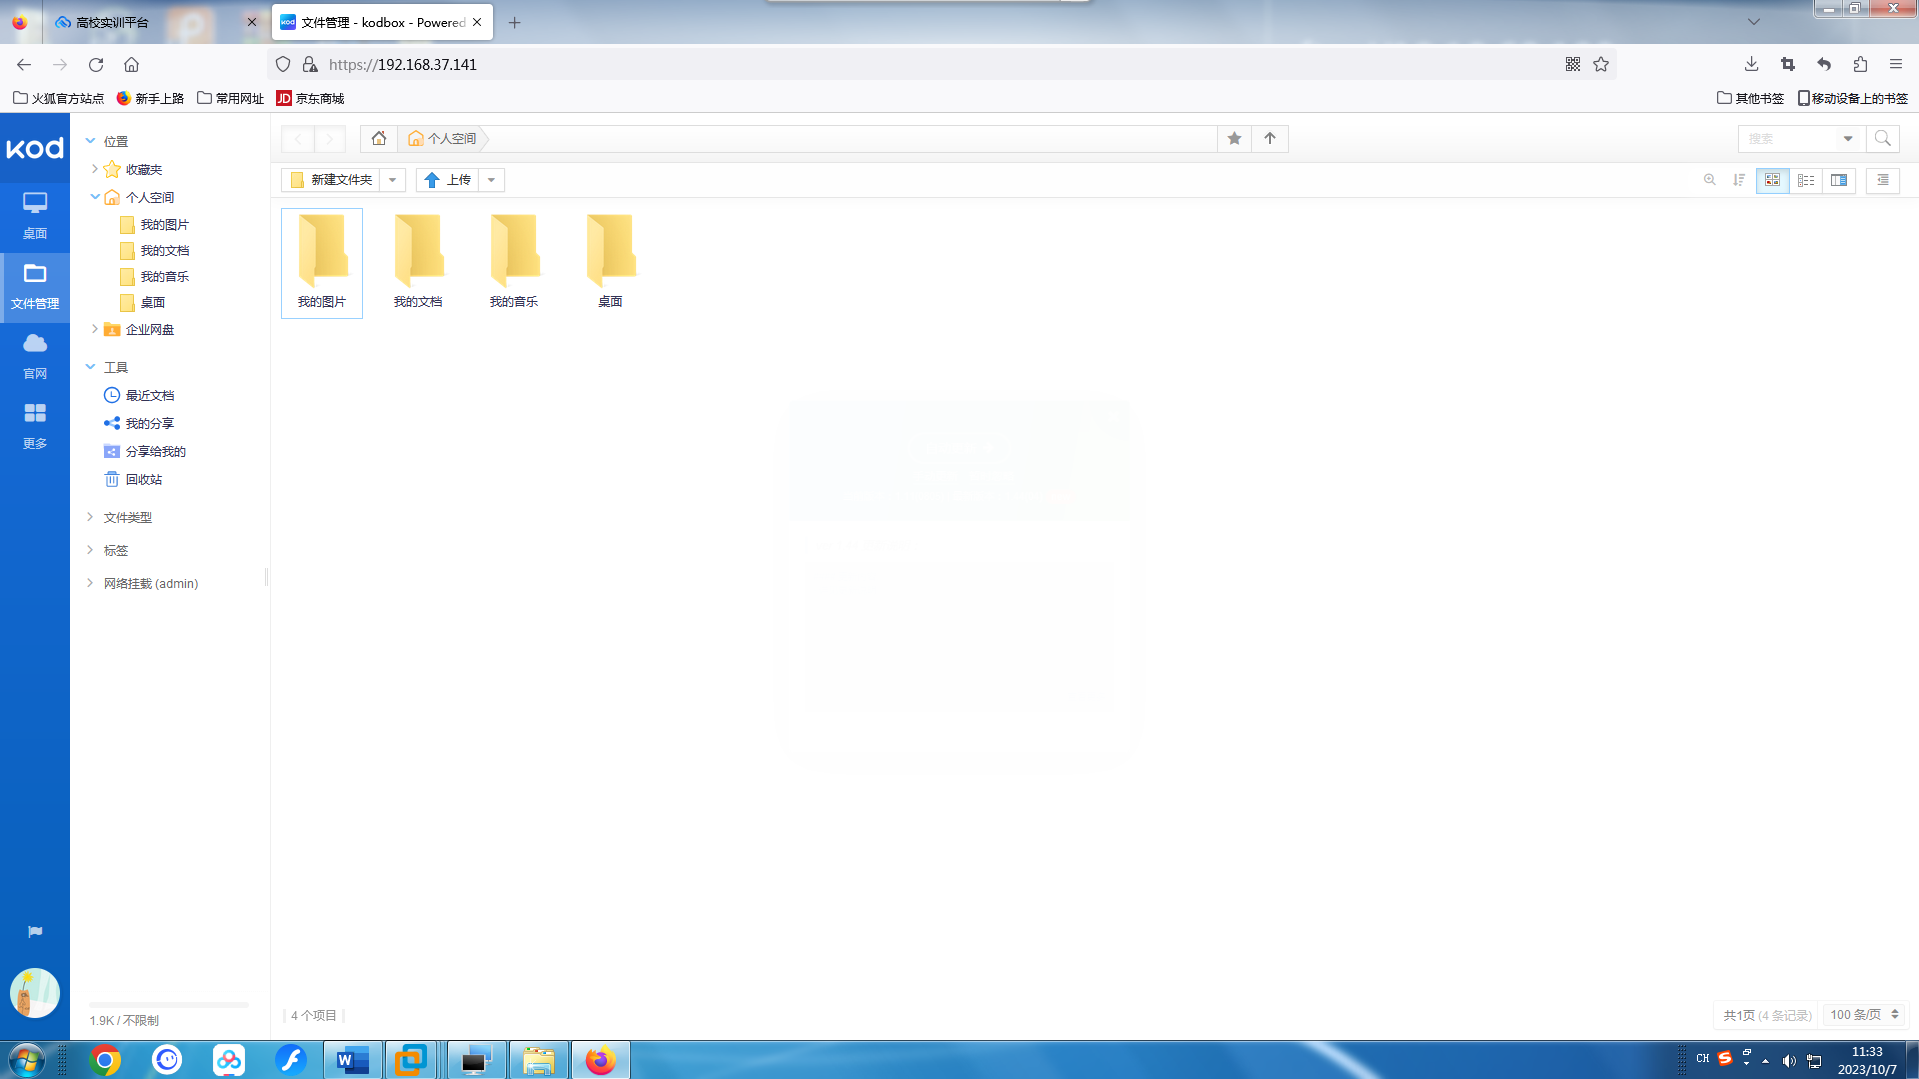 高校实训平台
文件管理 - kodbox - Powered
https://192.168.37.141
火狐官方站点
新手上路
常用网址
JD 京东商城
其他书签
移动设备上的书签
kod
桌面
文件管理
官网
更多
位置
收藏夹
个人空间
我的图片
我的文档
我的音乐
桌面
企业网盘
工具
最近文档
我的分享
分享给我的
回收站
文件类型
标签
网络挂载 (admin)
1.9K / 不限制
个人空间
搜索
新建文件夹
上传
我的图片
我的文档
我的音乐
桌面
4 个项目
共1页 (4 条记录)
100 条/页
CH
11:33
2023/10/7